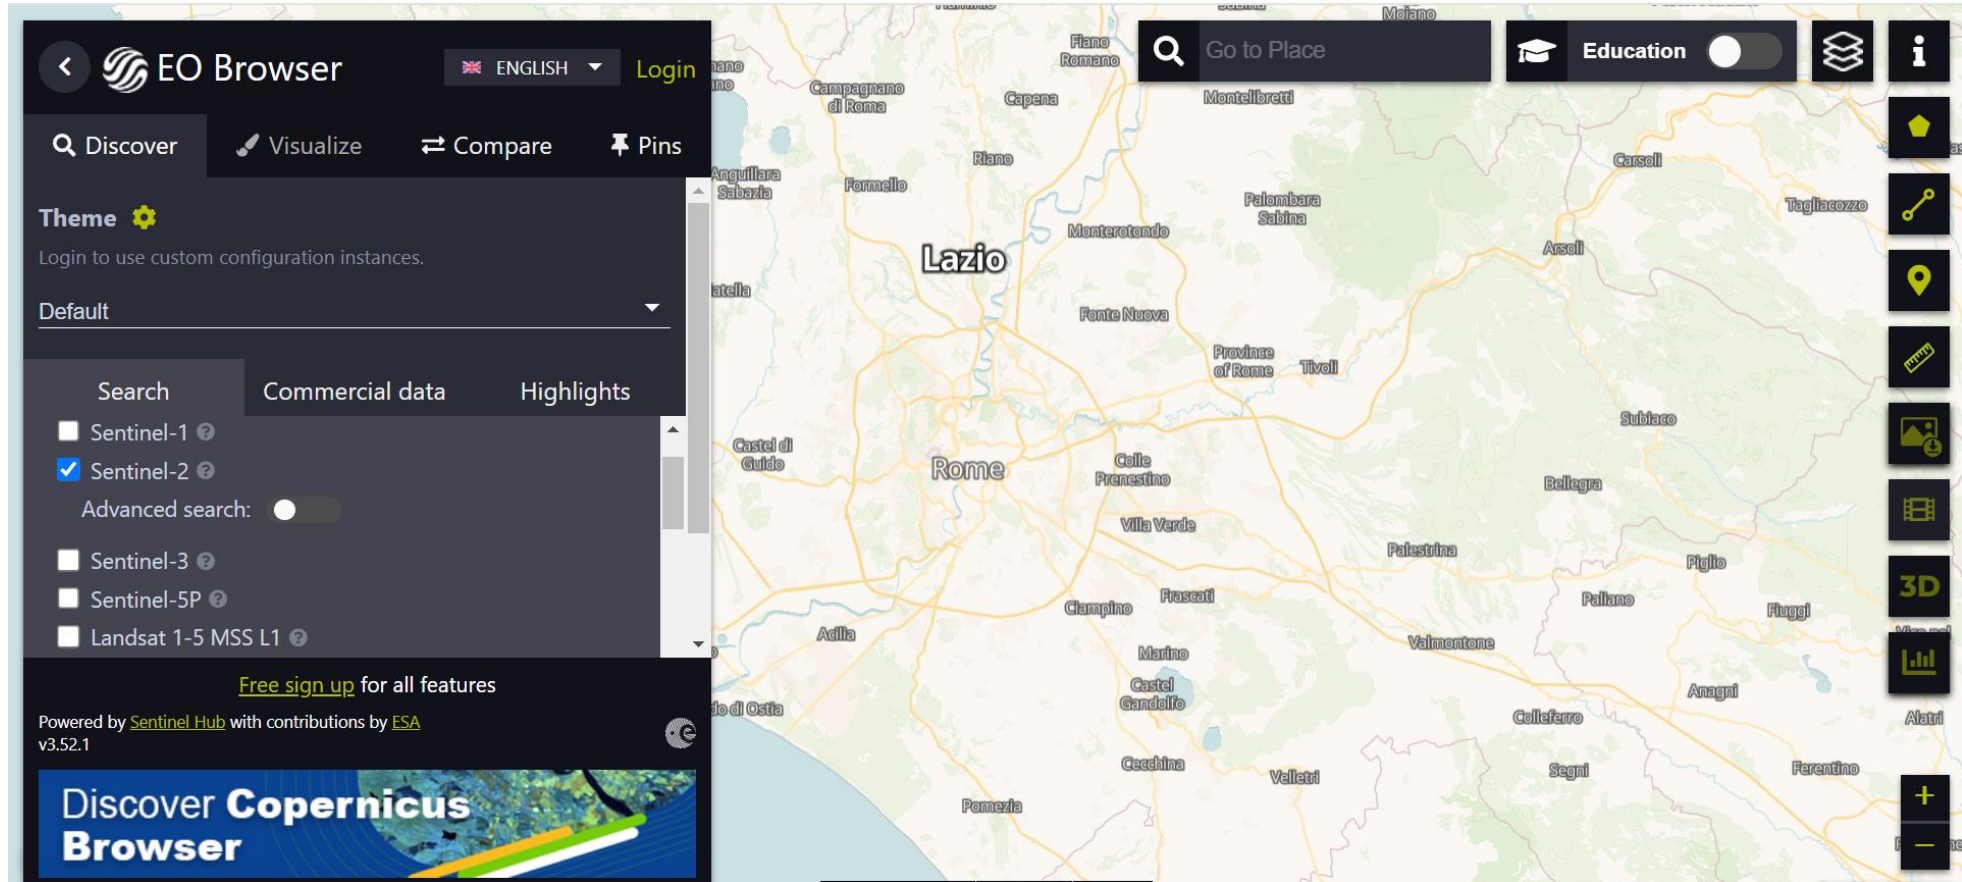 EO Browser
ENGLISH
Login
Discover
Visualize
Compare
Pins
Theme
Login to use custom configuration instances.
Default
Search
Commercial data
Highlights
Sentinel-1
Sentinel-2
Advanced search:
Sentinel-3
Sentinel-5P
Landsat 1-5 MSS L1
Free sign up for all features
Powered by Sentinel Hub with contributions by ESA
v3.52.1
Discover Copernicus
Browser
Go to Place
Education
3D
Moiano
Fiano
Romano
Campagnano
di Roma
Capena
Montelibretti
Riano
Carsoli
Anguillara
Sabazia
Formello
Palombara
Sabina
Tagliacozzo
Monterotondo
Lazio
Arsoli
Fonte Nuova
Province
of Rome
Tivoli
Subiaco
Castel di
Guido
Rome
Colle
Prenestino
Bellegra
Villa Verde
Palestrina
Piglio
Frascati
Ciampino
Paliano
Fiuggi
Acilia
Valmontone
Marino
Castel
Gandolfo
Anagni
Colleferro
Alatri
Cecchina
Velletri
Segni
Ferentino
Pomezia